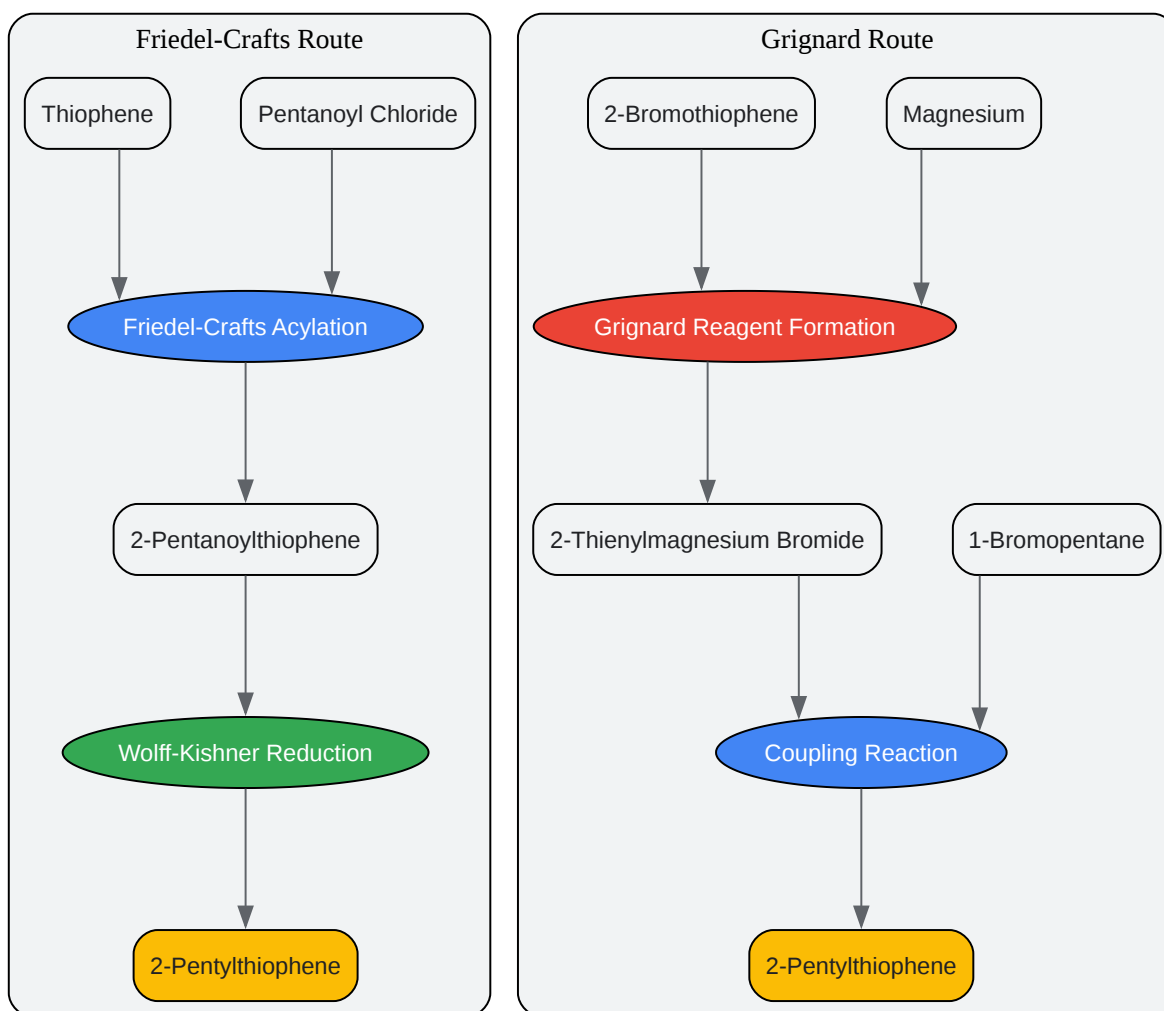 Friedel-Crafts Route
Thiophene
Pentanoyl Chloride
Friedel-Crafts Acylation
2-Pentanoylthiophene
Wolff-Kishner Reduction
2-Pentylthiophene
Grignard Route
2-Bromothiophene
Magnesium
Grignard Reagent Formation
2-Thienylmagnesium Bromide
1-Bromopentane
Coupling Reaction
2-Pentylthiophene